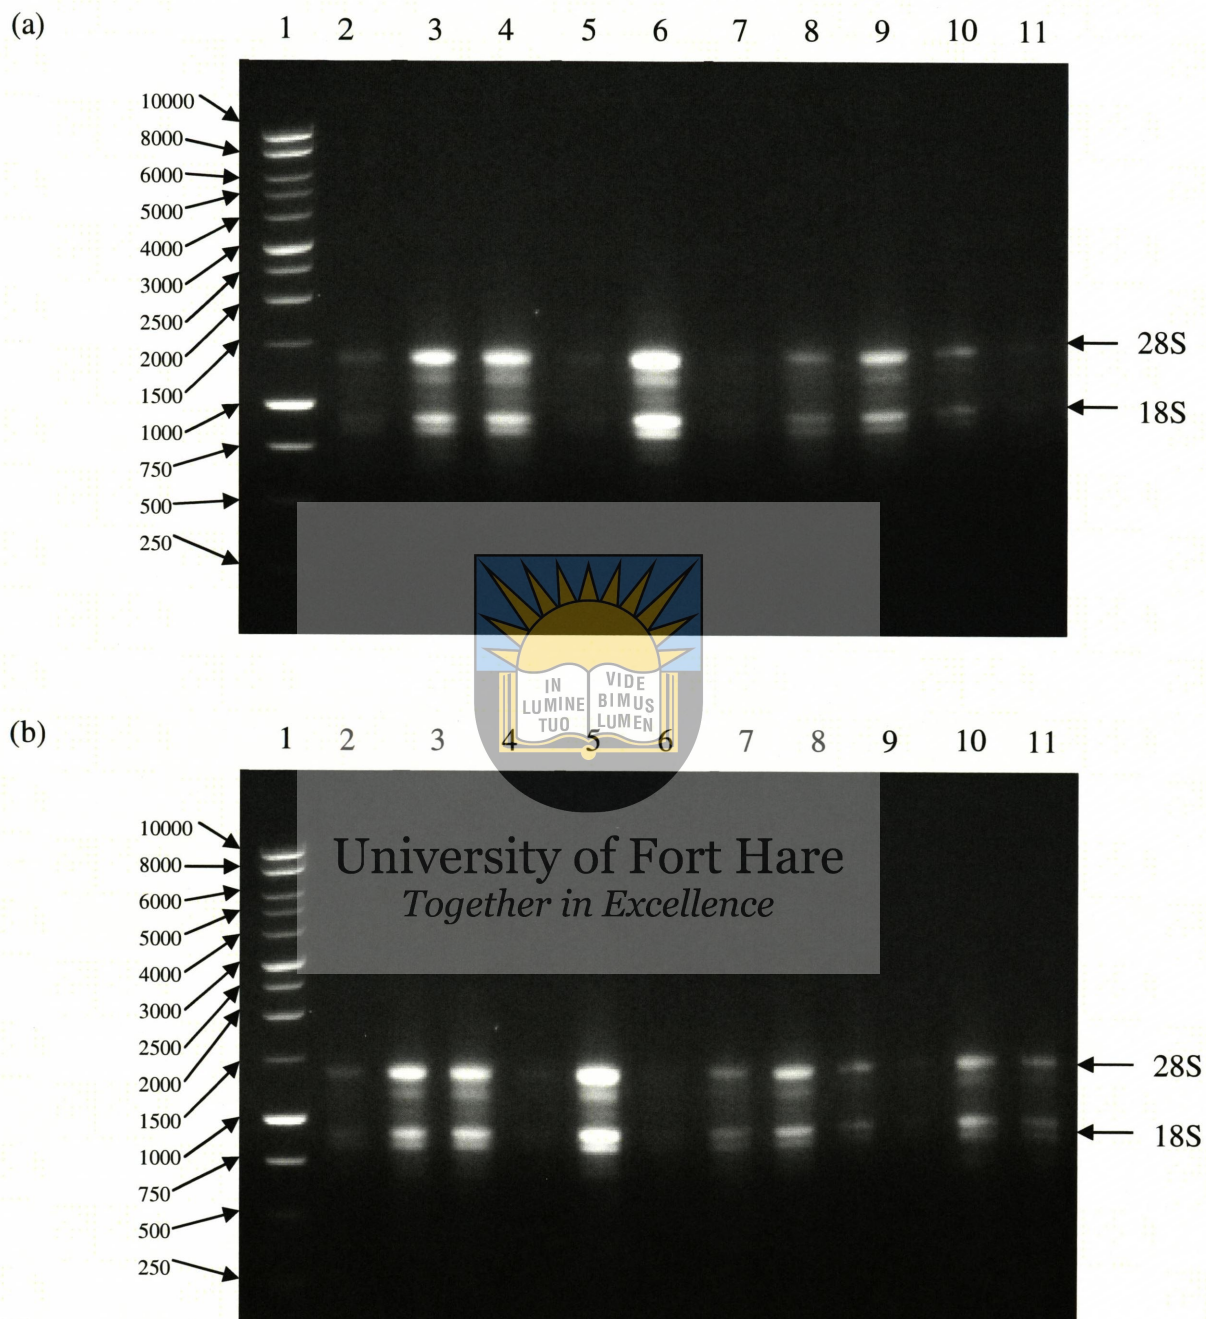 (a)
1 2 3 4 5 6 7 8 9 10 11
10000
8000
6000
5000
4000
3000
2500
2000
1500
1000
750
500
250
28S
18S
IN LUMINE TUO
VIDE BIMUS LUMEN
(b)
1 2 3 4 5 6 7 8 9 10 11
10000
8000
6000
5000
4000
3000
2500
2000
1500
1000
750
500
250
28S
18S
University of Fort Hare
Together in Excellence